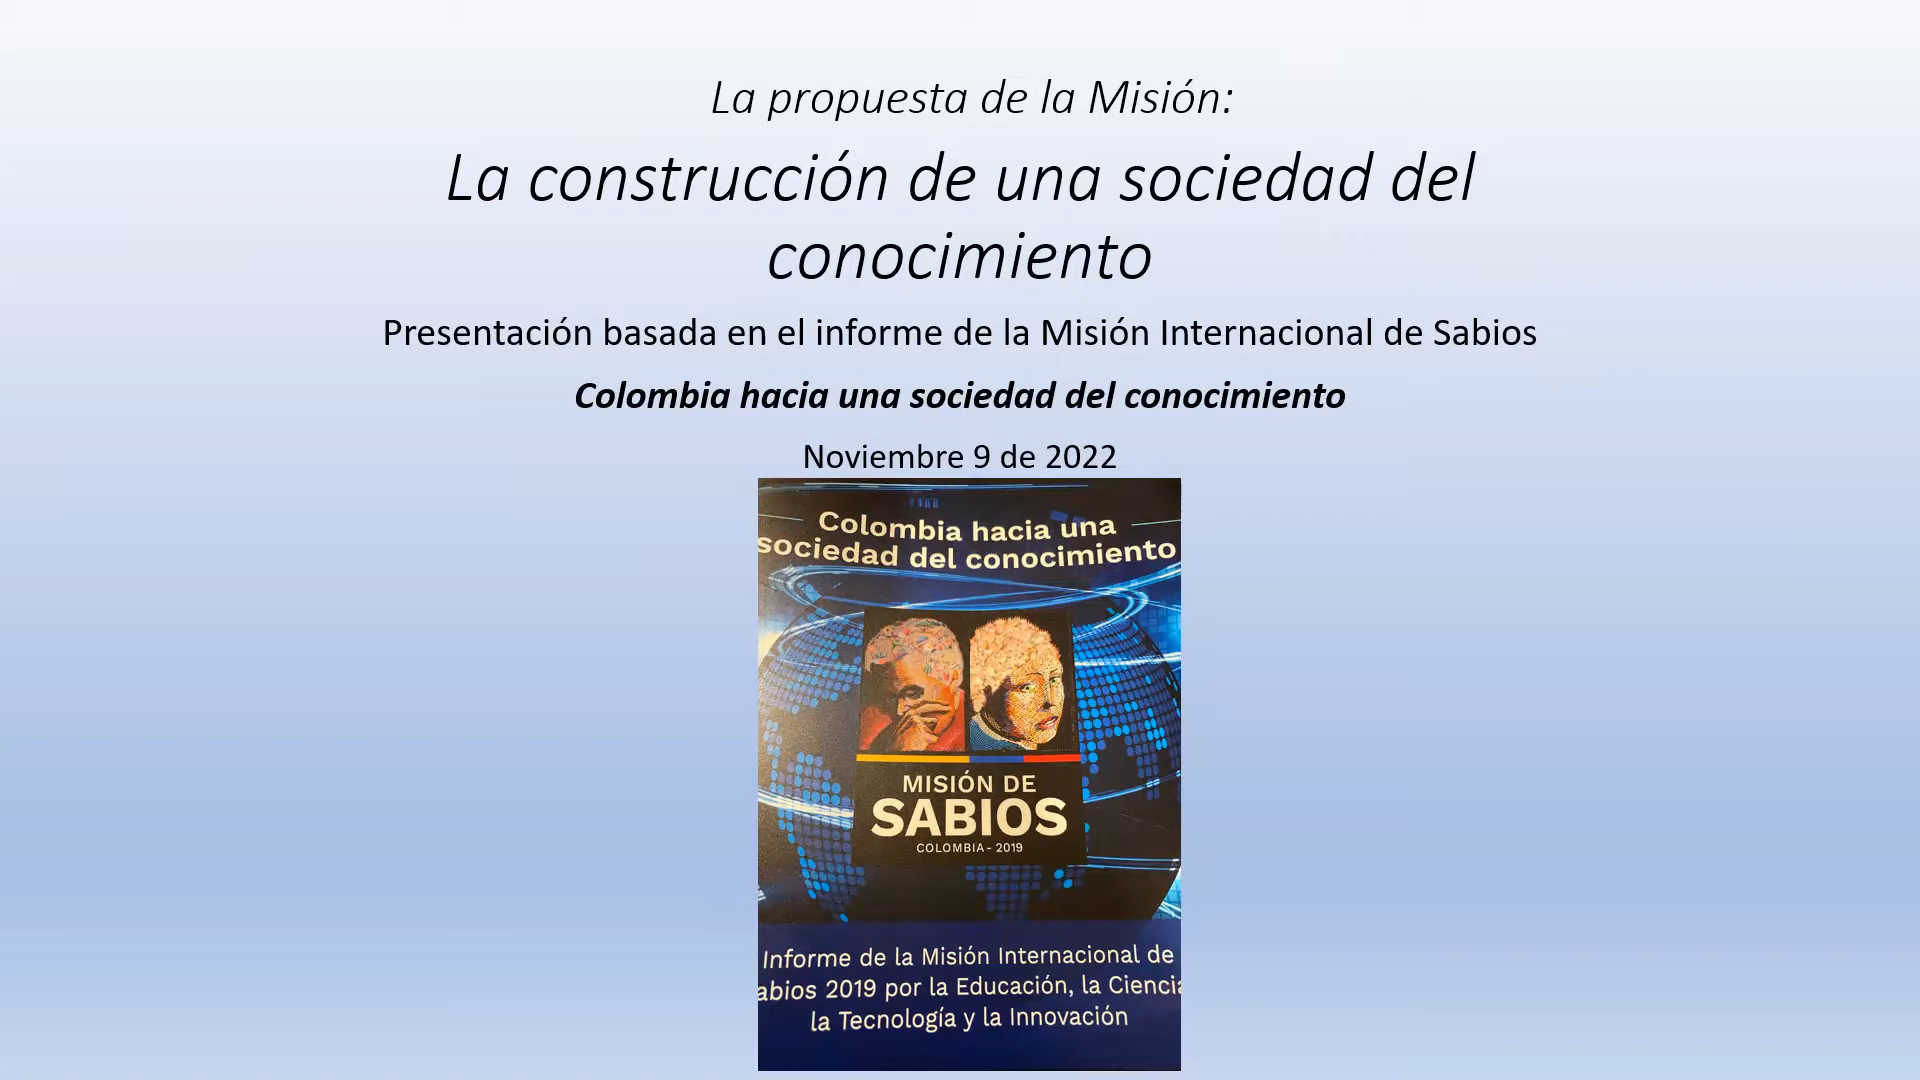 La propuesta de la Misión:
La construcción de una sociedad del
conocimiento
Presentación basada en el informe de la Misión Internacional de Sabios
Colombia hacia una sociedad del conocimiento
Noviembre 9 de 2022
Colombia hacia una
sociedad del conocimiento
MISIÓN DE
SABIOS
COLOMBIA - 2019
Informe de la Misión Internacional de
abios 2019 por la Educación, la Ciencia
la Tecnología y la Innovación